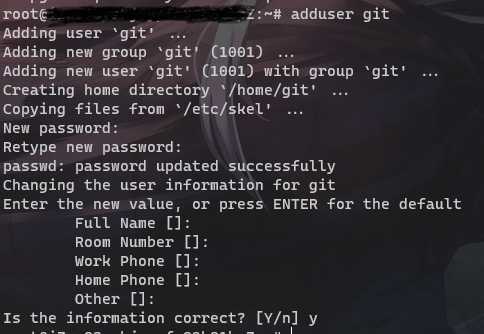 root@ Z:~# adduser git
Adding user `git' ...
Adding new group `git' (1001) ...
Adding new user `git' (1001) with group `git' ...
Creating home directory `/home/git' ...
Copying files from `/etc/skel' ...
New password:
Retype new password:
passwd: password updated successfully
Changing the user information for git
Enter the new value, or press ENTER for the default
Full Name []:
Room Number []:
Work Phone []:
Home Phone []:
Other []:
Is the information correct? [Y/n] y